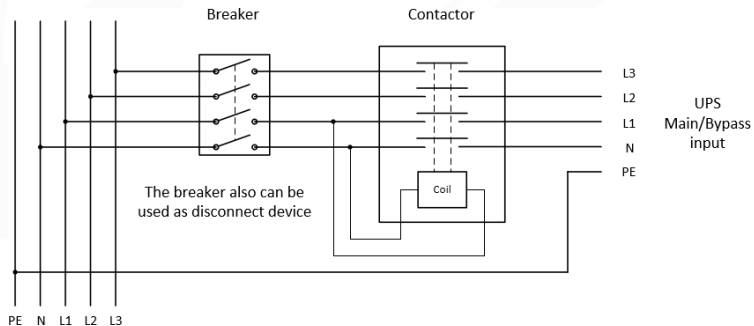 Breaker
Contactor
L3
L2
L1
N
PE
UPS
Main/Bypass
input
Coil
The breaker also can be
used as disconnect device
PE N L1 L2 L3